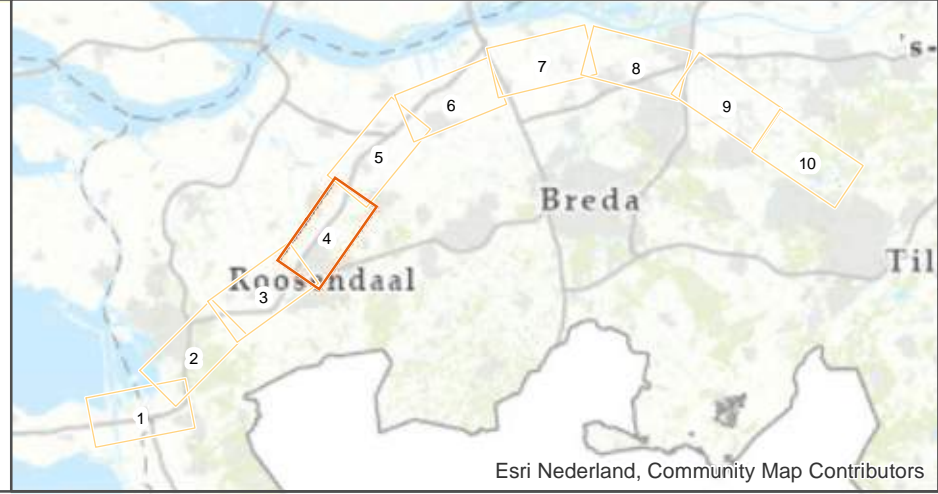 's-
7
8
6
9
5
10
Breda
4
Til
Roosendaal
3
2
1
Esri Nederland, Community Map Contributors